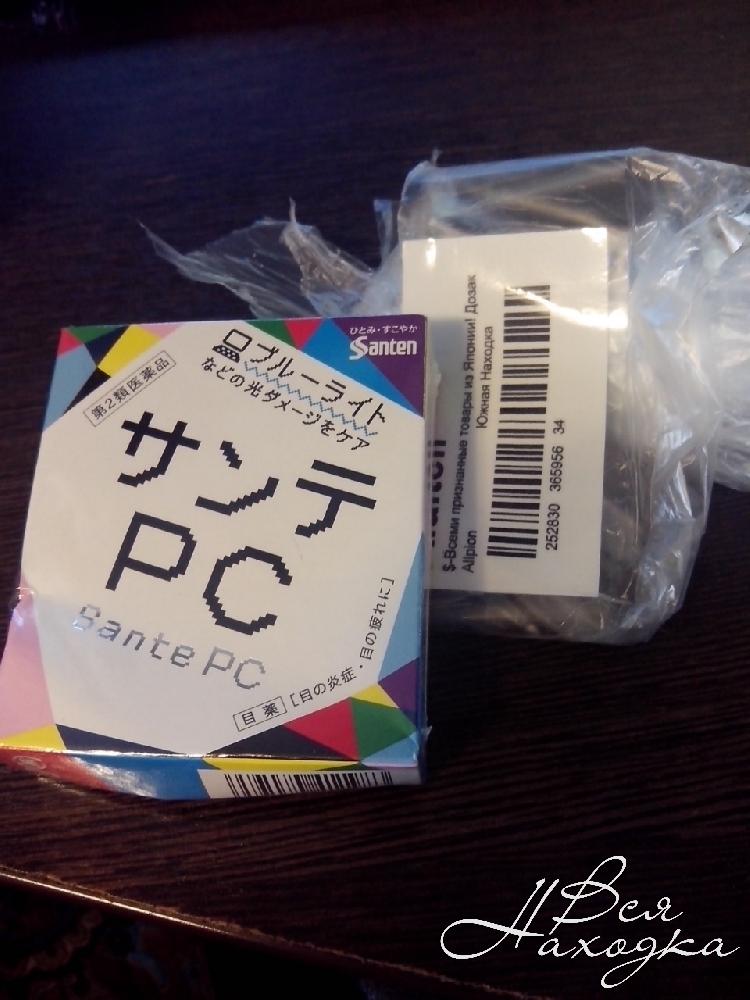 ひとみ・すこやか
Santen
ブルーライト
などの光ダメージをケア
第2類医薬品
サンテ
PC
Sante PC
目薬 [目の炎症・目の疲れに]
$-Всеми признанные товары из Японии! Дозак
Allpion
Южная Находка
252830 365956 34
Вся
Находка